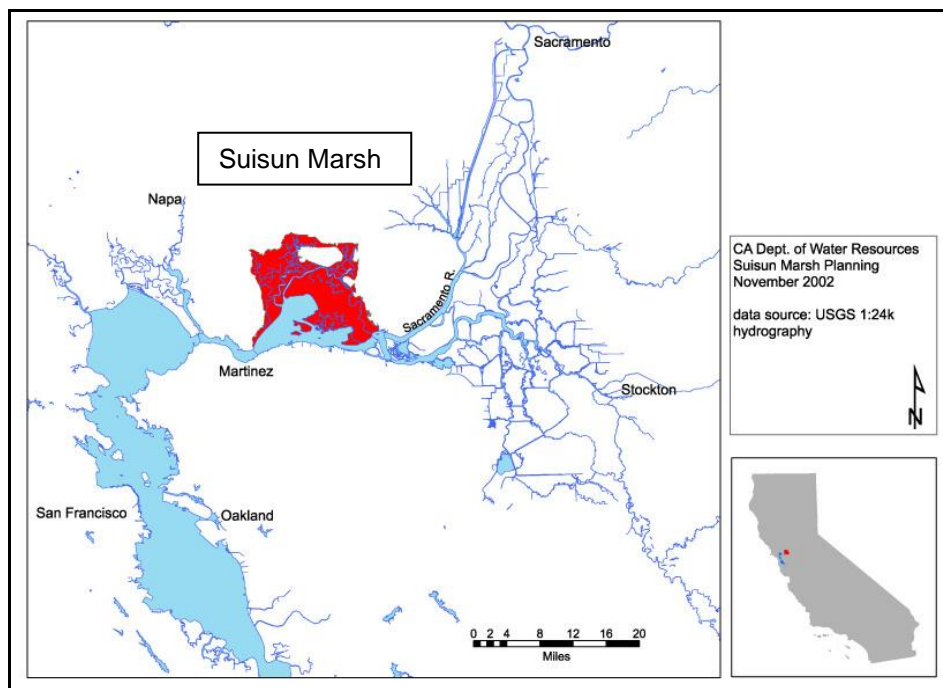 Sacramento
Suisun Marsh
Napa
Sacramento R.
Martinez
Stockton
San Francisco
Oakland
0 2 4 8 12 16 20
Miles
CA Dept. of Water Resources
Suisun Marsh Planning
November 2002
data source: USGS 1:24k
hydrography
N